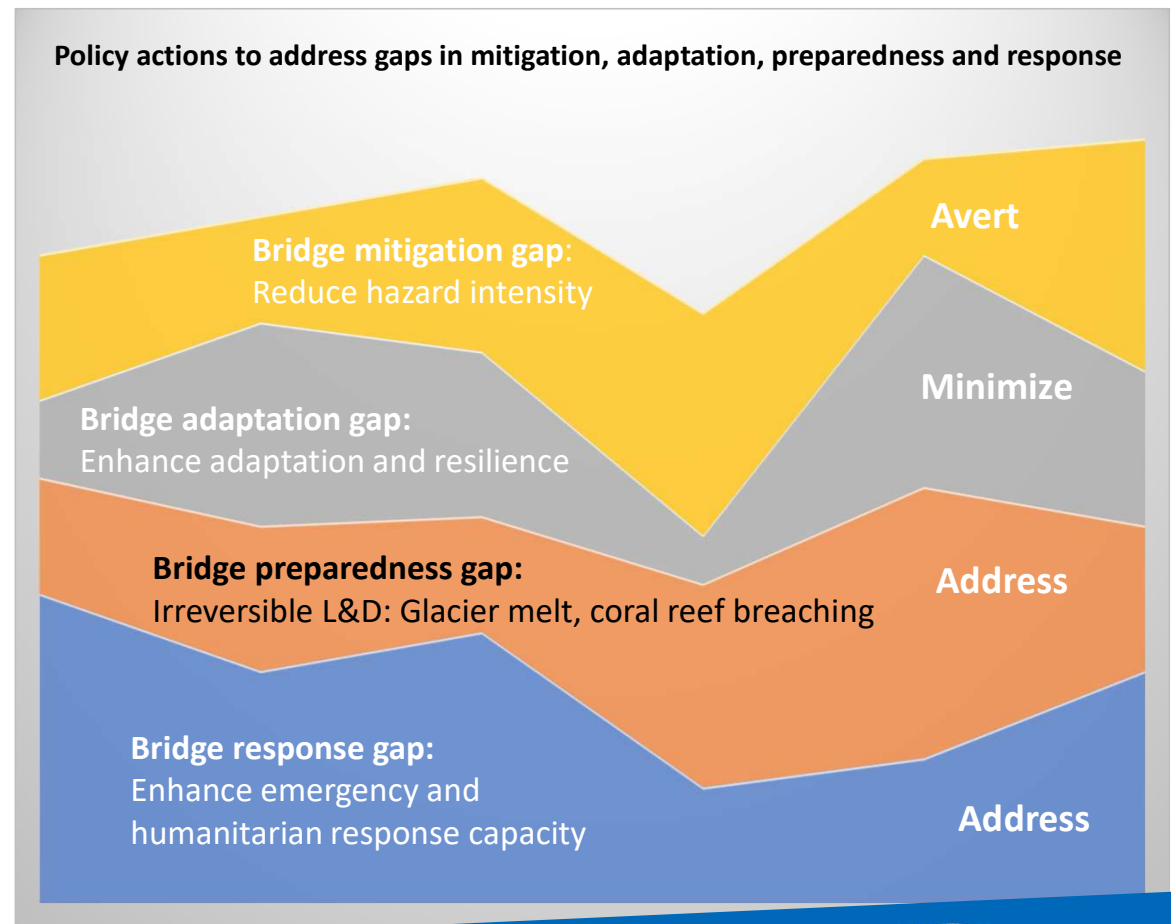 Policy actions to address gaps in mitigation, adaptation, preparedness and response
Avert
Bridge mitigation gap:
Reduce hazard intensity
Minimize
Bridge adaptation gap:
Enhance adaptation and resilience
Bridge preparedness gap:
Irreversible L&D: Glacier melt, coral reef breaching
Address
Bridge response gap:
Enhance emergency and
humanitarian response capacity
Address